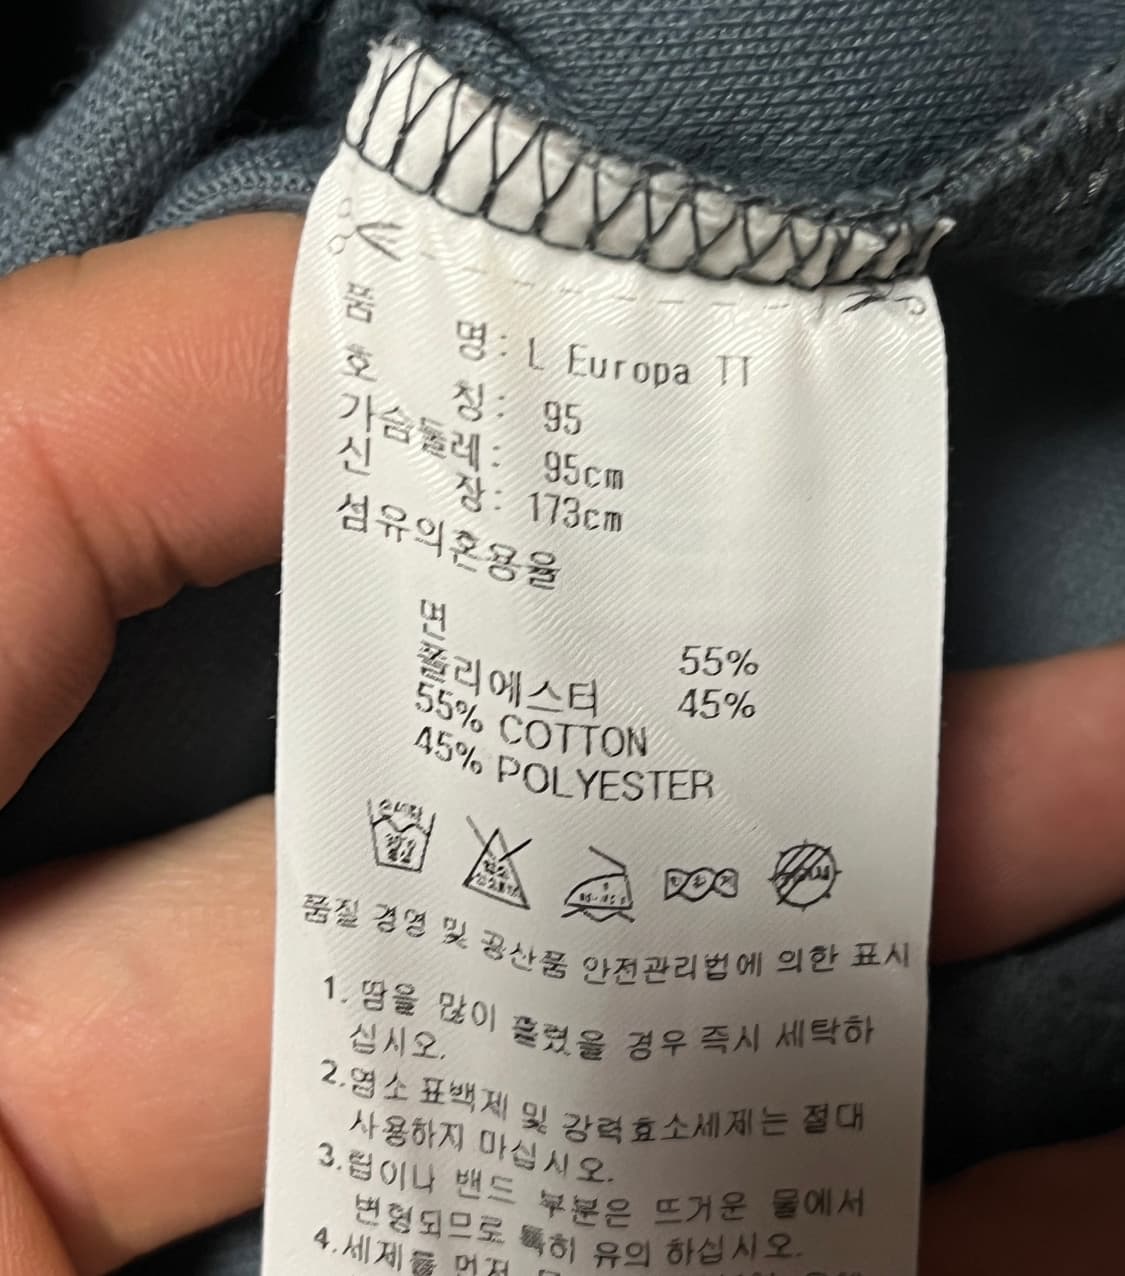 품 명: L Europa TT
호 칭: 95
가슴둘레: 95cm
신 장: 173cm
섬유의혼용율
면 55%
폴리에스터 45%
55% COTTON
45% POLYESTER
품질 경영 및 공산품 안전관리법에 의한 표시
1. 땀을 많이 흘렸을 경우 즉시 세탁하
십시오.
2.염소 표백제 및 강력효소세제는 절대
사용하지 마십시오.
3.립이나 밴드 부분은 뜨거운 물에서
변형되므로 특히 유의 하십시오.
4.세제를 먼저